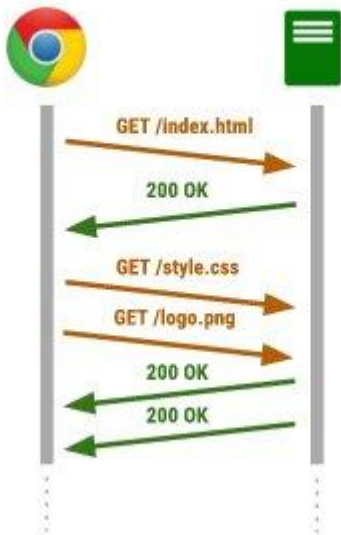 GET /index.html
200 OK
GET /style.css
GET /logo.png
200 OK
200 OK